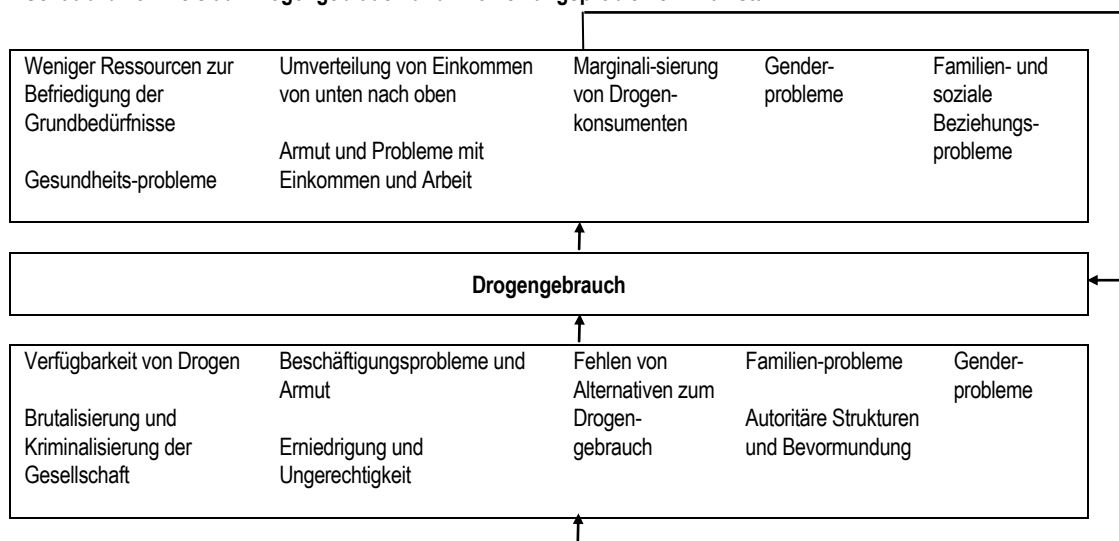 Weniger Ressourcen zur
Befriedigung der
Grundbedürfnisse
Gesundheits-probleme
Umverteilung von Einkommen
von unten nach oben
Armut und Probleme mit
Einkommen und Arbeit
Marginali-sierung
von Drogen-
konsumenten
Gender-
probleme
Familien- und
soziale
Beziehungs-
probleme
Drogengebrauch
Verfügbarkeit von Drogen
Brutalisierung und
Kriminalisierung der
Gesellschaft
Beschäftigungsprobleme und
Armut
Erniedrigung und
Ungerechtigkeit
Fehlen von
Alternativen zum
Drogen-
gebrauch
Familien-probleme
Autoritäre Strukturen
und Bevormundung
Gender-
probleme